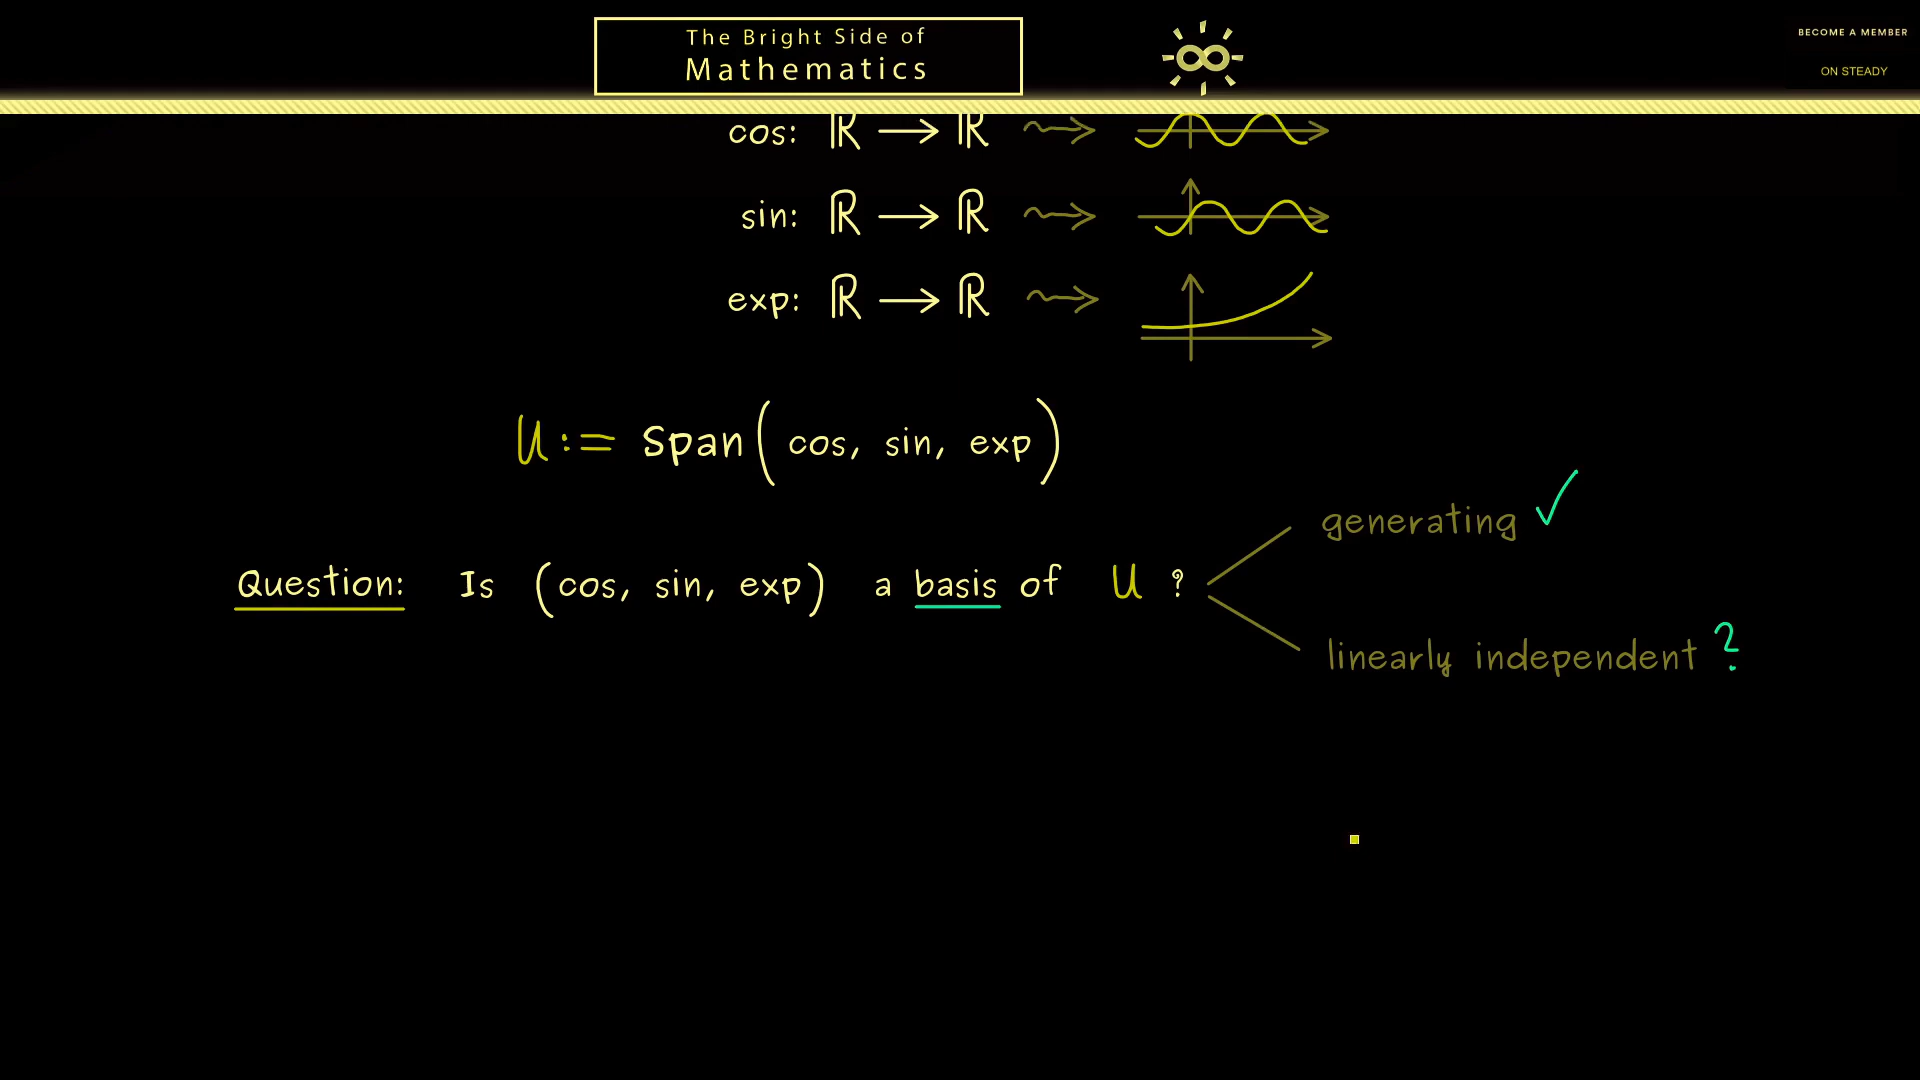 The Bright Side of
Mathematics
BECOME A MEMBER
ON STEADY
cos: ℝ ⟶ ℝ
sin: ℝ ⟶ ℝ
exp: ℝ ⟶ ℝ
U := Span(cos, sin, exp)
generating ✓
Question: Is (cos, sin, exp) a basis of U ?
linearly independent ?